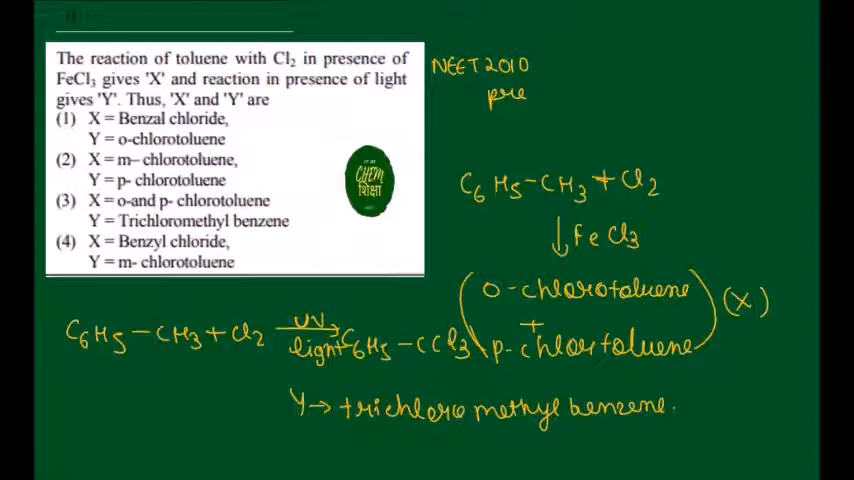 The reaction of toluene with Cl₂ in presence of
FeCl₃ gives 'X' and reaction in presence of light
gives 'Y'. Thus, 'X' and 'Y' are
(1) X = Benzal chloride,
Y = o-chlorotoluene
(2) X = m– chlorotoluene,
Y = p- chlorotoluene
(3) X = o-and p- chlorotoluene
Y = Trichloromethyl benzene
(4) X = Benzyl chloride,
Y = m- chlorotoluene
CHEM
शिक्षा
NEET 2010
pre
C₆H₅–CH₃ + Cl₂
↓ FeCl₃
o-chlorotoluene
+
p-chlortoluene
(X)
C₆H₅–CH₃ + Cl₂ UV light → C₆H₅–CCl₃
Y → trichloro methyl benzene.